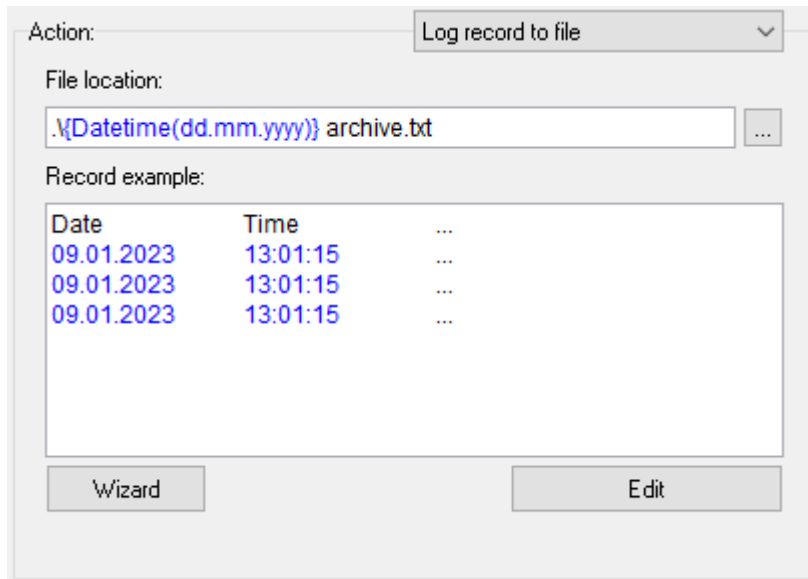 Action: Log record to file
File location:
.\{Datetime(dd.mm.yyyy)} archive.txt ...
Record example:
Date Time ...
09.01.2023 13:01:15 ...
09.01.2023 13:01:15 ...
09.01.2023 13:01:15 ...
Wizard Edit